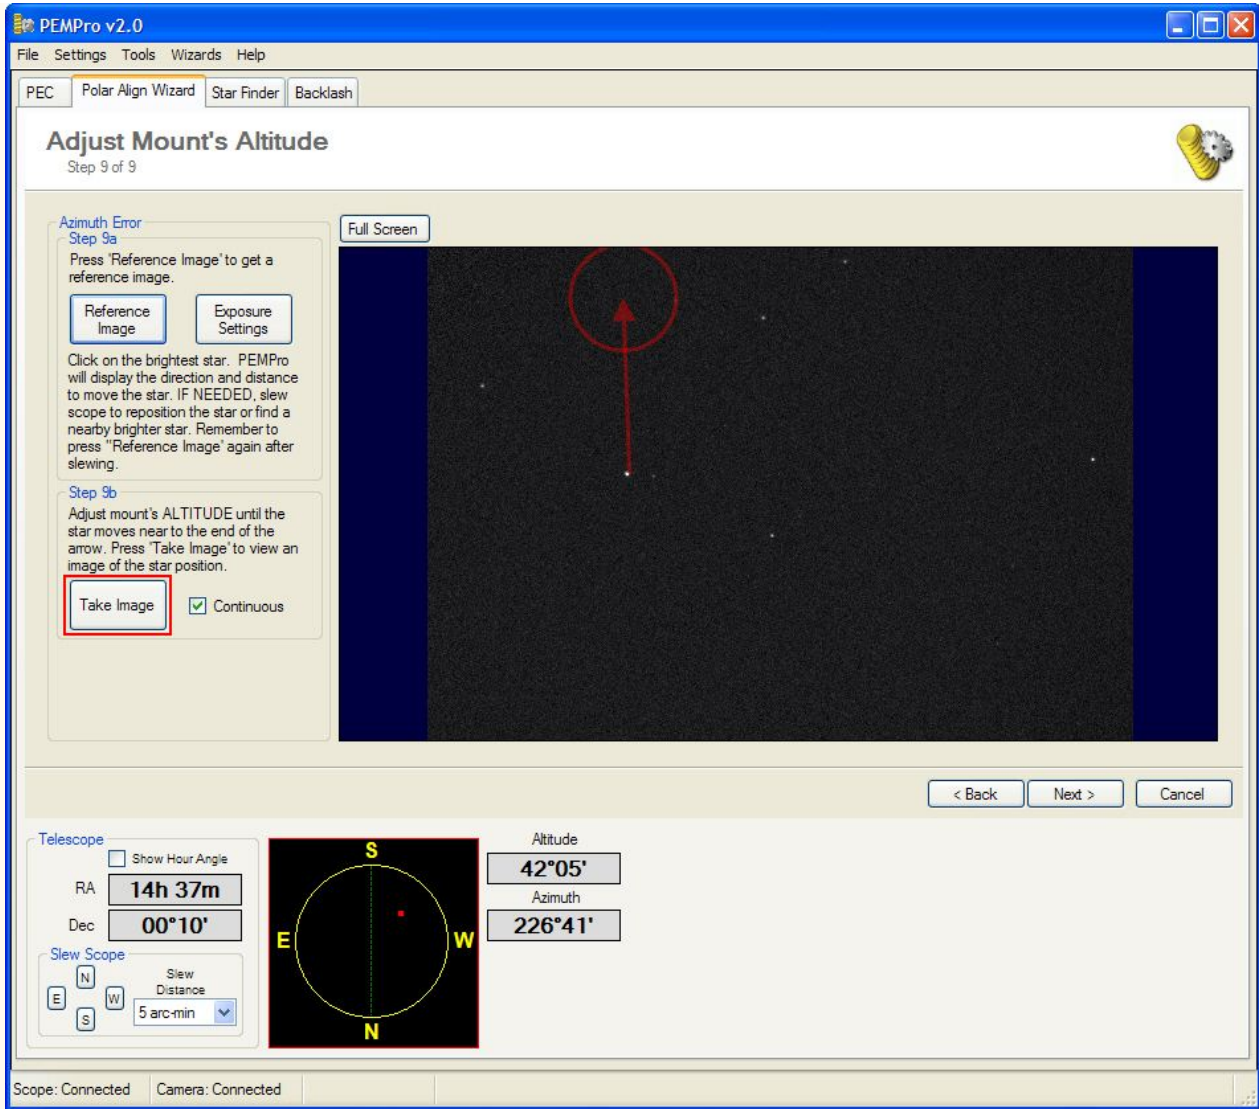 PEMPro v2.0
File Settings Tools Wizards Help
PEC Polar Align Wizard Star Finder Backlash
Adjust Mount's Altitude
Step 9 of 9
Azimuth Error
Step 9a
Press 'Reference Image' to get a
reference image.
Reference
Image
Exposure
Settings
Click on the brightest star. PEMPro
will display the direction and distance
to move the star. IF NEEDED, slew
scope to reposition the star or find a
nearby brighter star. Remember to
press "Reference Image' again after
slewing.
Step 9b
Adjust mount's ALTITUDE until the
star moves near to the end of the
arrow. Press 'Take Image' to view an
image of the star position.
Take Image
Continuous
Full Screen
< Back Next > Cancel
Telescope
Show Hour Angle
RA 14h 37m
Dec 00°10'
Slew Scope
N
E W
S
Slew
Distance
5 arc-min
S
E W
N
Altitude
42°05'
Azimuth
226°41'
Scope: Connected Camera: Connected